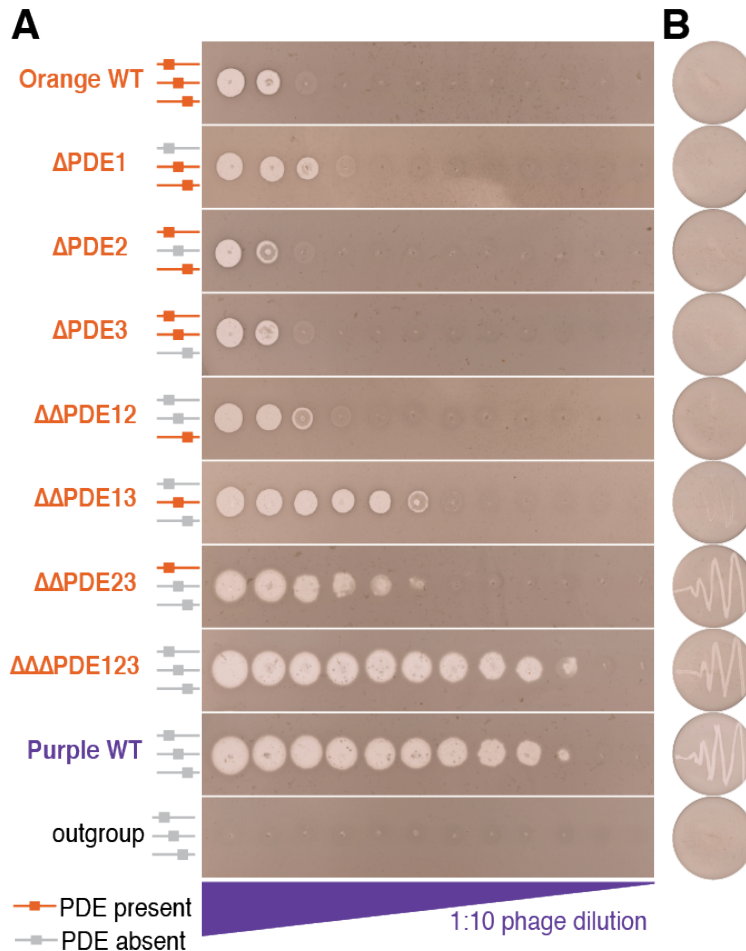 A
B
Orange WT
ΔPDE1
ΔPDE2
ΔPDE3
ΔΔPDE12
ΔΔPDE13
ΔΔPDE23
ΔΔΔPDE123
Purple WT
outgroup
PDE present
PDE absent
1:10 phage dilution